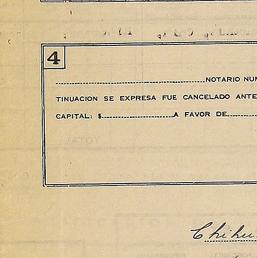 4
NOTARIO NUM
TINUACION SE EXPRESA FUE CANCELADO ANTE
CAPITAL: $ A FAVOR DE
Chihu